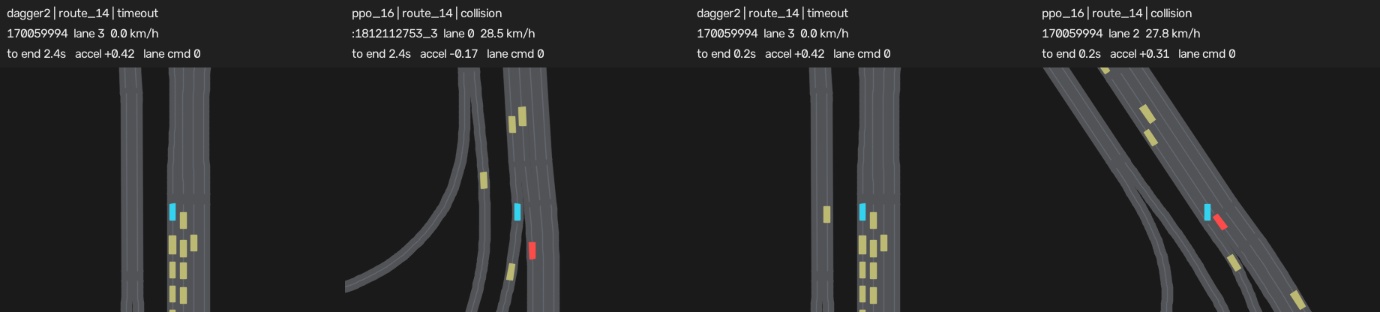 dagger2 | route_14 | timeout
170059994 lane 3 0.0 km/h
to end 2.4s accel +0.42 lane cmd 0
ppo_16 | route_14 | collision
:1812112753_3 lane 0 28.5 km/h
to end 2.4s accel -0.17 lane cmd 0
dagger2 | route_14 | timeout
170059994 lane 3 0.0 km/h
to end 0.2s accel +0.42 lane cmd 0
ppo_16 | route_14 | collision
170059994 lane 2 27.8 km/h
to end 0.2s accel +0.31 lane cmd 0